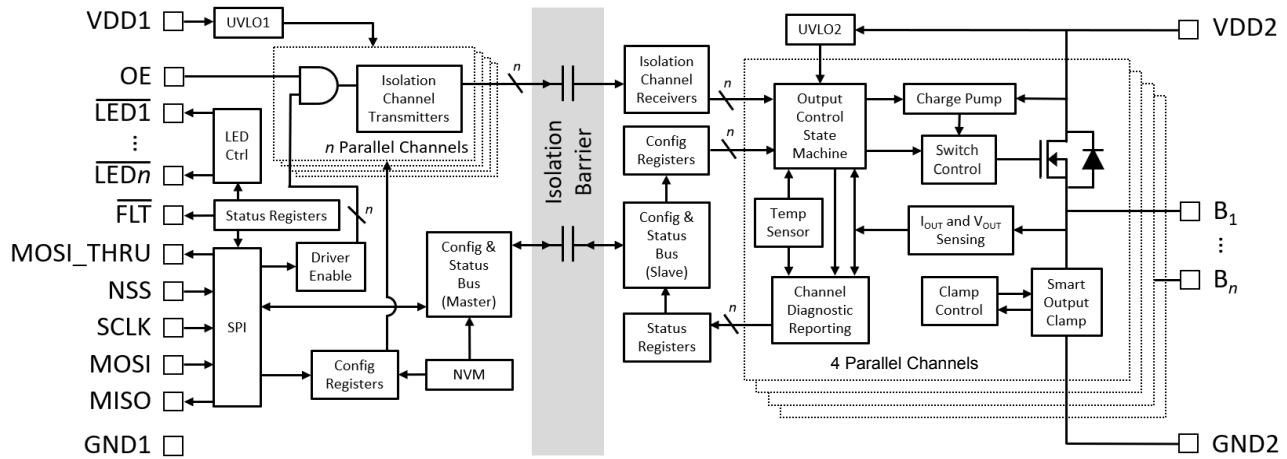 VDD1
UVLO1
OE
Isolation
Channel
Transmitters
n Parallel Channels
n
LED1
⋮
LEDn
LED
Ctrl
FLT
Status Registers
n
MOSI_THRU
NSS
SCLK
MOSI
MISO
GND1
SPI
Driver
Enable
Config &
Status
Bus
(Master)
Config
Registers
NVM
Isolation
Barrier
Isolation
Channel
Receivers
n
Config
Registers
n
Config &
Status
Bus
(Slave)
Status
Registers
n
UVLO2
Output
Control
State
Machine
Charge Pump
Switch
Control
Temp
Sensor
IOUT and VOUT
Sensing
Channel
Diagnostic
Reporting
Clamp
Control
Smart
Output
Clamp
4 Parallel Channels
VDD2
B1
⋮
Bn
GND2